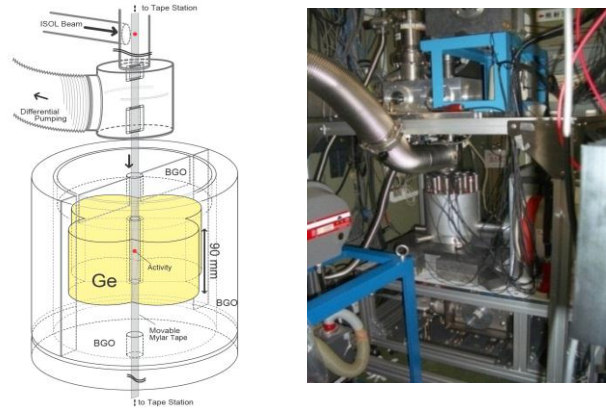 to Tape Station
ISOL Beam
Differential
Pumping
BGO
90 mm
Ge
Activity
BGO
Movable
Mylar Tape
BGO
to Tape Station